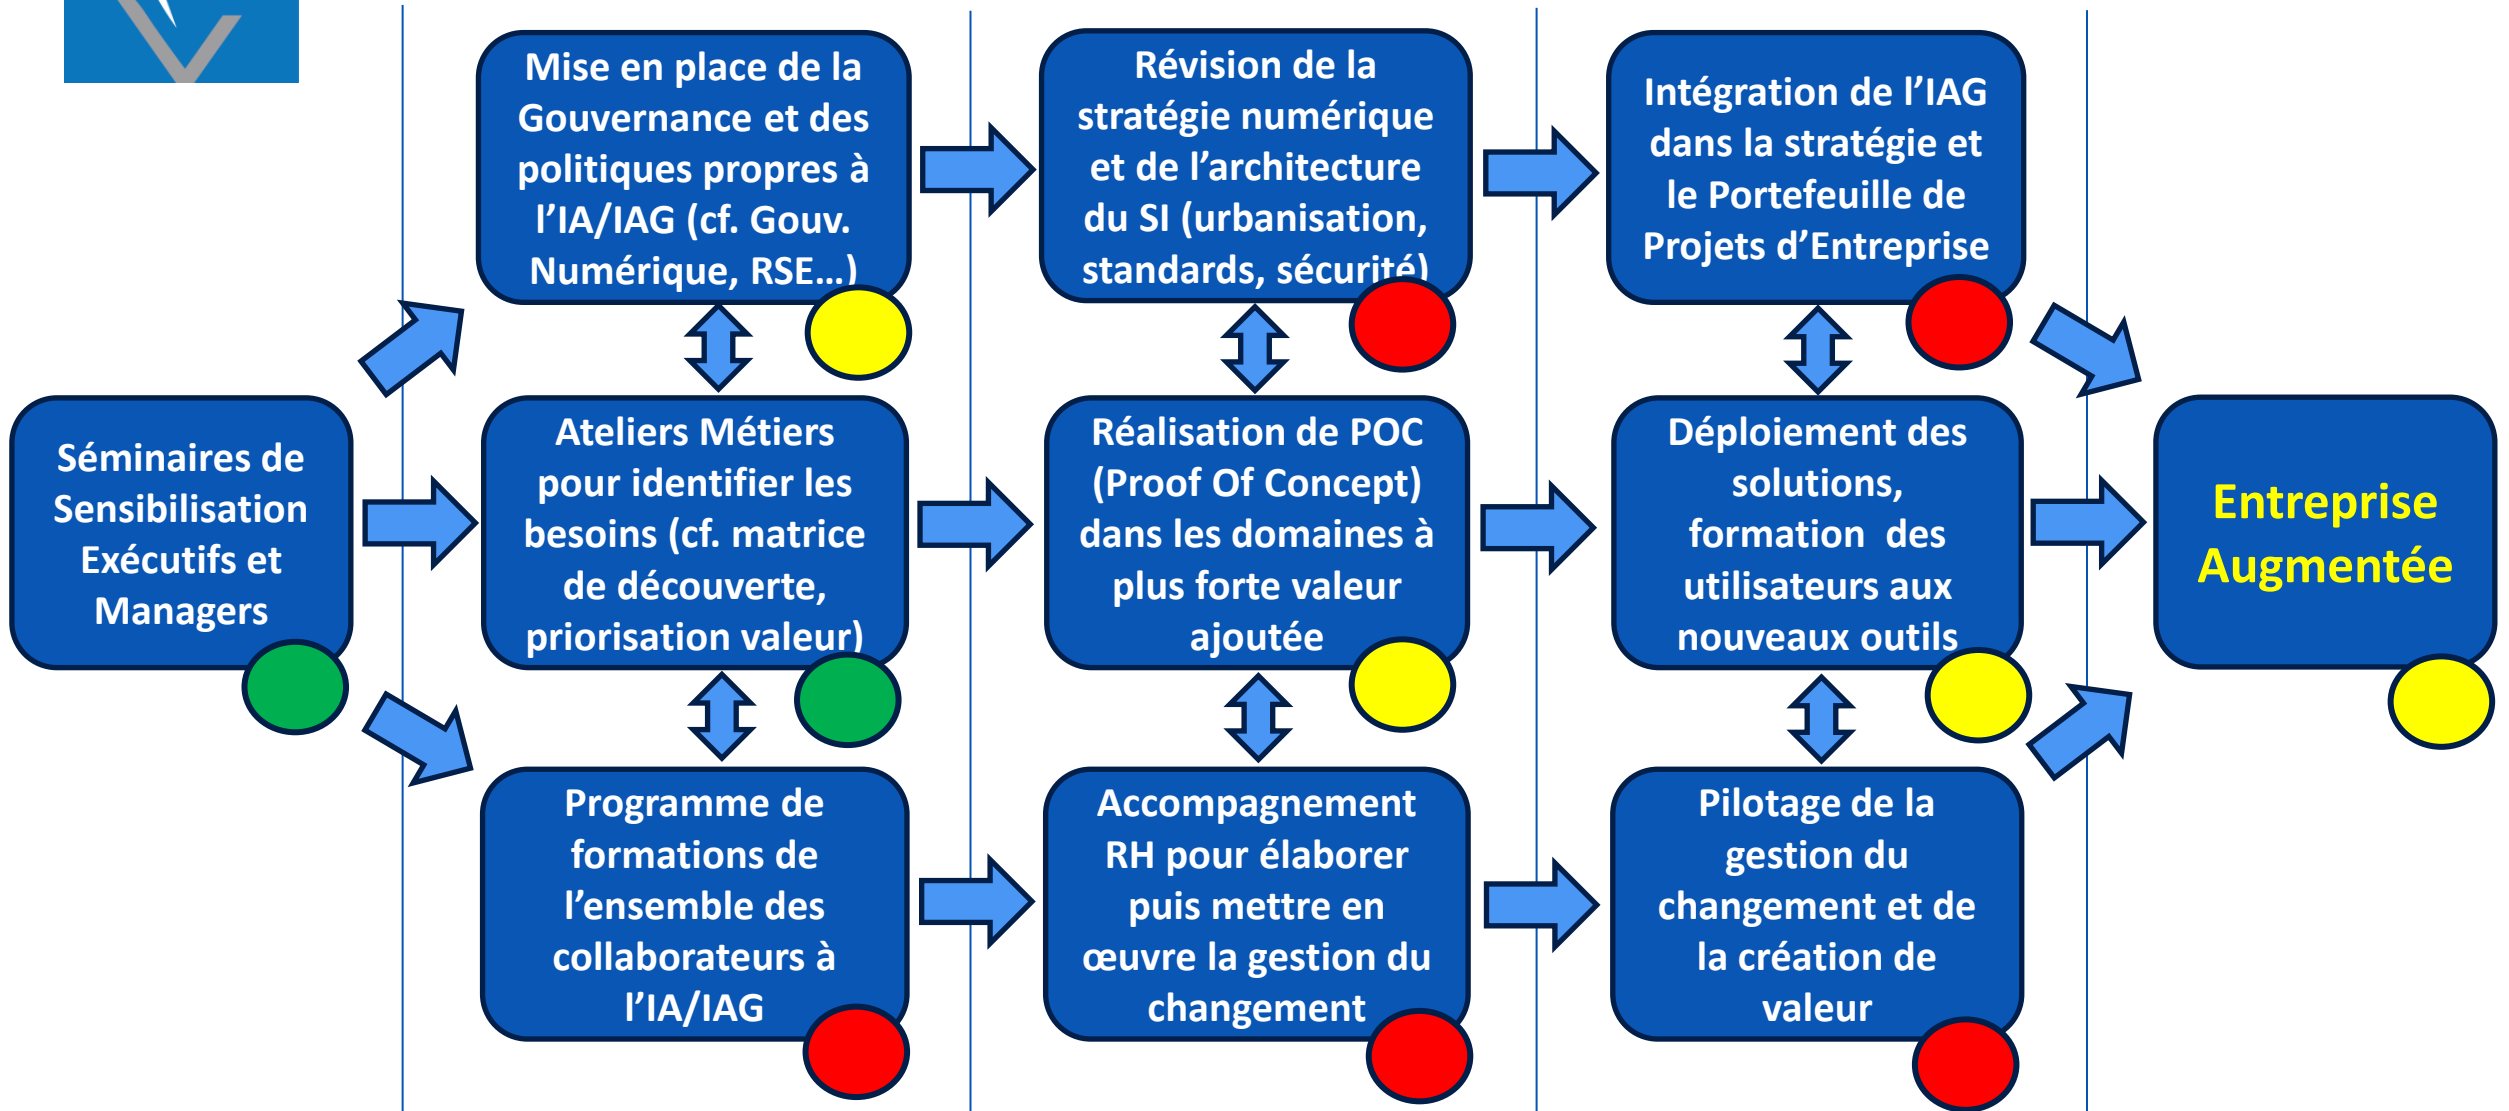 Mise en place de la
Gouvernance et des
politiques propres à
l’IA/IAG (cf. Gouv.
Numérique, RSE…)
Révision de la
stratégie numérique
et de l’architecture
du SI (urbanisation,
standards, sécurité)
Intégration de l’IAG
dans la stratégie et
le Portefeuille de
Projets d’Entreprise
Séminaires de
Sensibilisation
Exécutifs et
Managers
Ateliers Métiers
pour identifier les
besoins (cf. matrice
de découverte,
priorisation valeur)
Réalisation de POC
(Proof Of Concept)
dans les domaines à
plus forte valeur
ajoutée
Déploiement des
solutions,
formation  des
utilisateurs aux
nouveaux outils
Entreprise
Augmentée
Programme de
formations de
l’ensemble des
collaborateurs à
l’IA/IAG
Accompagnement
RH pour élaborer
puis mettre en
œuvre la gestion du
changement
Pilotage de la
gestion du
changement et de
la création de
valeur